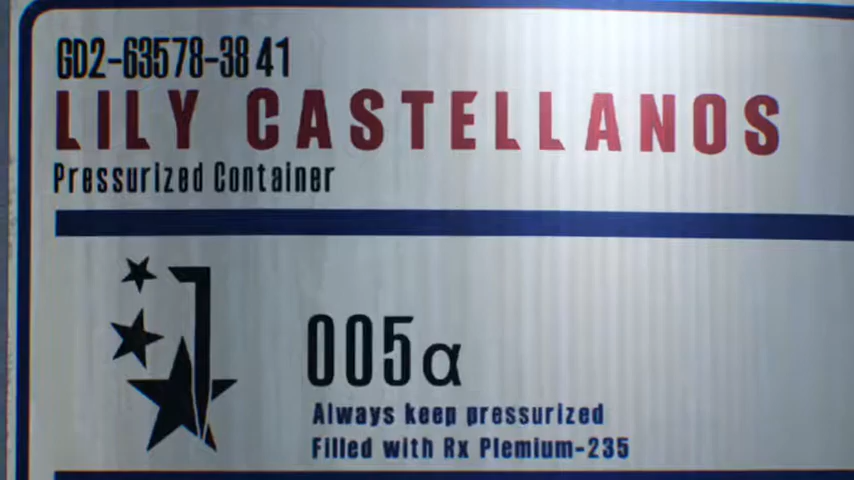 GD2-63578-38 41
LILY CASTELLANOS
Pressurized Container
005α
Always keep pressurized
Filled with Rx Plemium-235